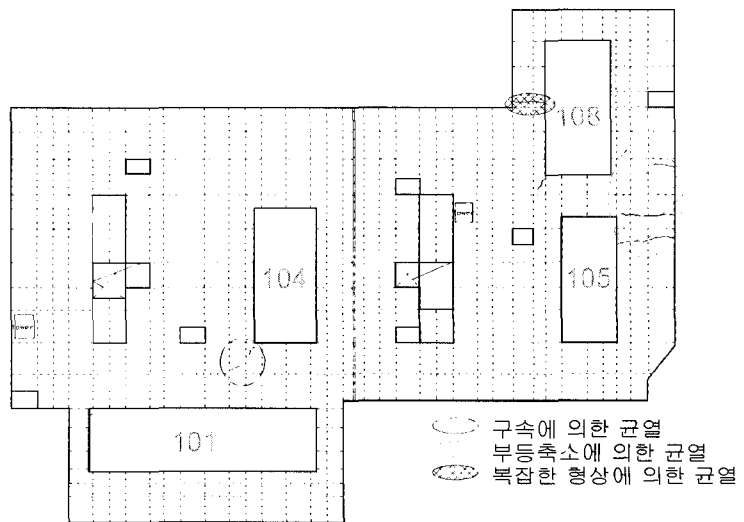 108
104
105
101
구속에 의한 균열
부등축소에 의한 균열
복잡한 형상에 의한 균열